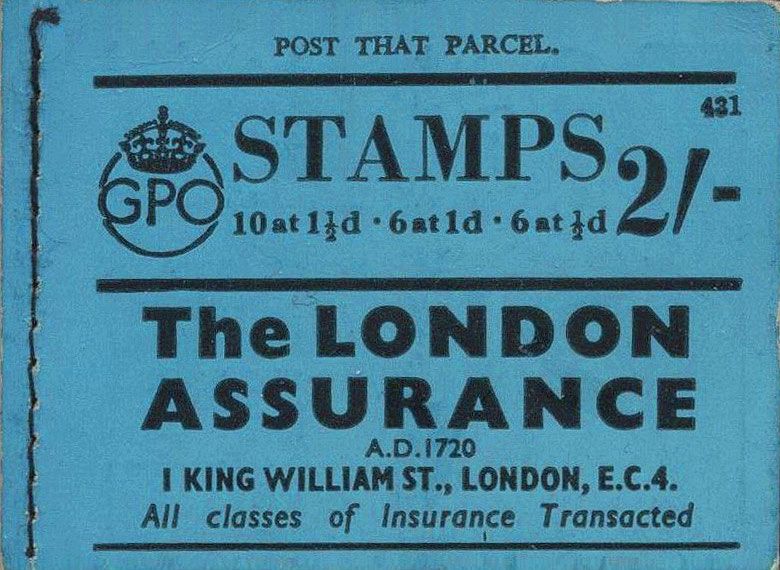 POST THAT PARCEL.
431
STAMPS
2/-
GPO
10 at 1½d · 6 at 1d · 6 at ½d
The LONDON
ASSURANCE
A.D.1720
1 KING WILLIAM ST., LONDON, E.C.4.
All classes of Insurance Transacted